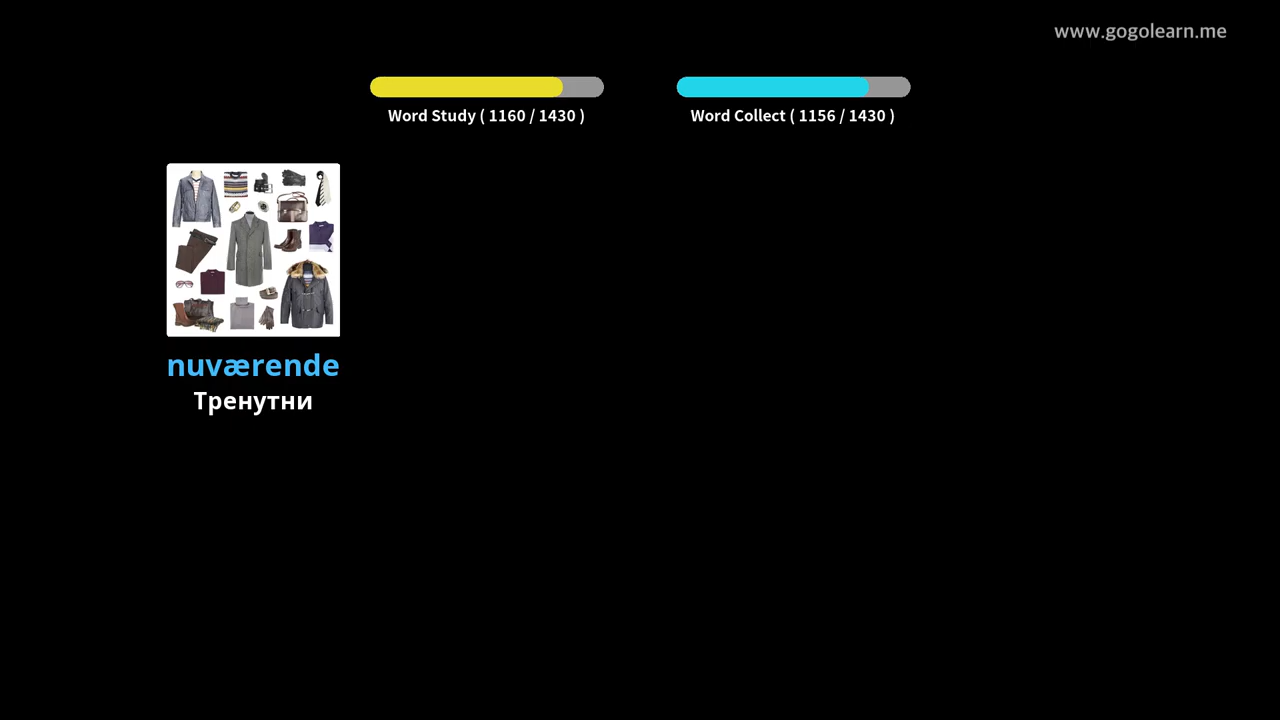 www.gogolearn.me
Word Study ( 1160 / 1430 )
Word Collect ( 1156 / 1430 )
nuværende
Тренутни